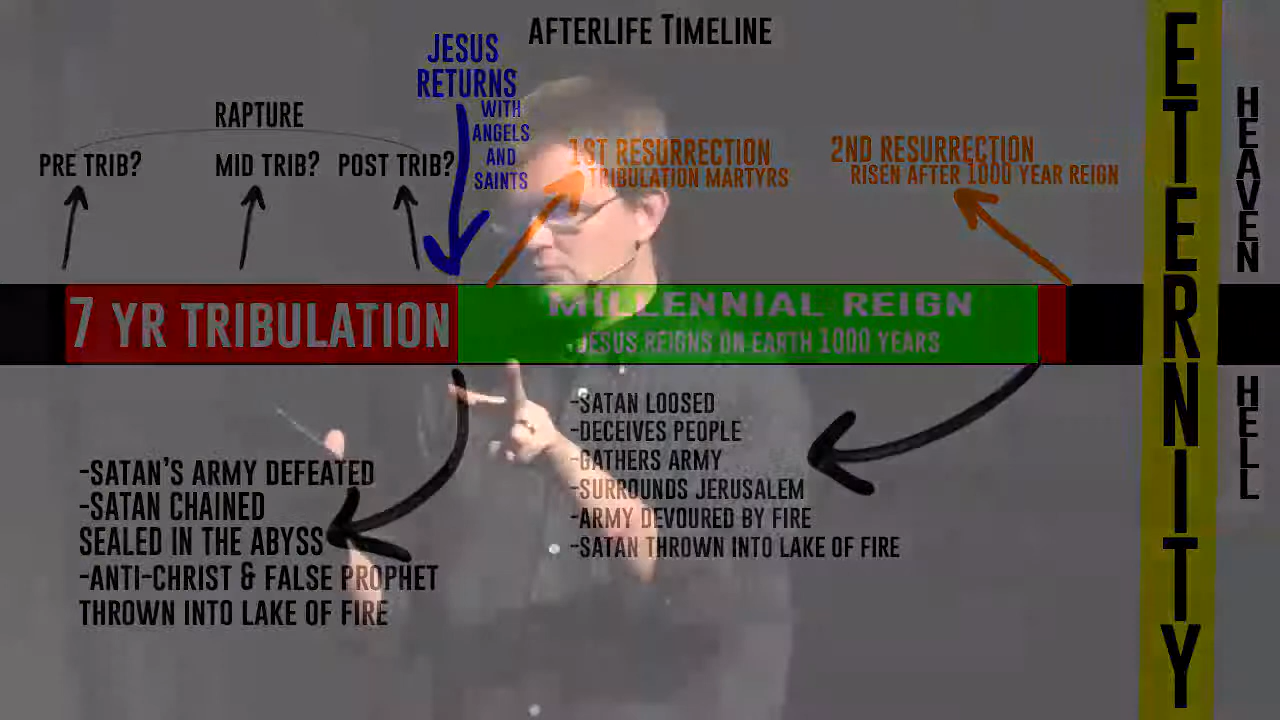 AFTERLIFE TIMELINE
JESUS
RETURNS
WITH
ANGELS
AND
SAINTS
RAPTURE
PRE TRIB?
MID TRIB?
POST TRIB?
1ST RESURRECTION
TRIBULATION MARTYRS
2ND RESURRECTION
RISEN AFTER 1000 YEAR REIGN
7 YR TRIBULATION
MILLENNIAL REIGN
JESUS REIGNS ON EARTH 1000 YEARS
-SATAN'S ARMY DEFEATED
-SATAN CHAINED
SEALED IN THE ABYSS
-ANTI-CHRIST & FALSE PROPHET
THROWN INTO LAKE OF FIRE
-SATAN LOOSED
-DECEIVES PEOPLE
-GATHERS ARMY
-SURROUNDS JERUSALEM
-ARMY DEVOURED BY FIRE
-SATAN THROWN INTO LAKE OF FIRE
ETERNITY
HEAVEN
HELL